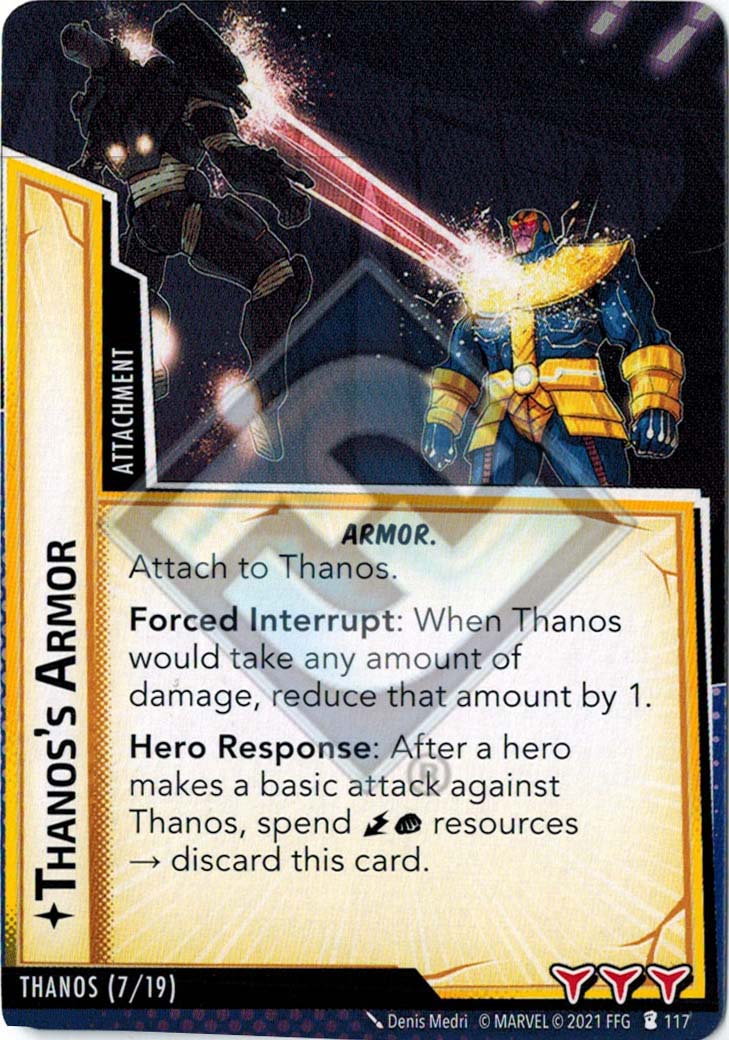 ATTACHMENT
THANOS'S ARMOR
ARMOR.
Attach to Thanos.
Forced Interrupt: When Thanos
would take any amount of
damage, reduce that amount by 1.
Hero Response: After a hero
makes a basic attack against
Thanos, spend resources
→ discard this card.
THANOS (7/19)
Denis Medri © MARVEL © 2021 FFG 117
®